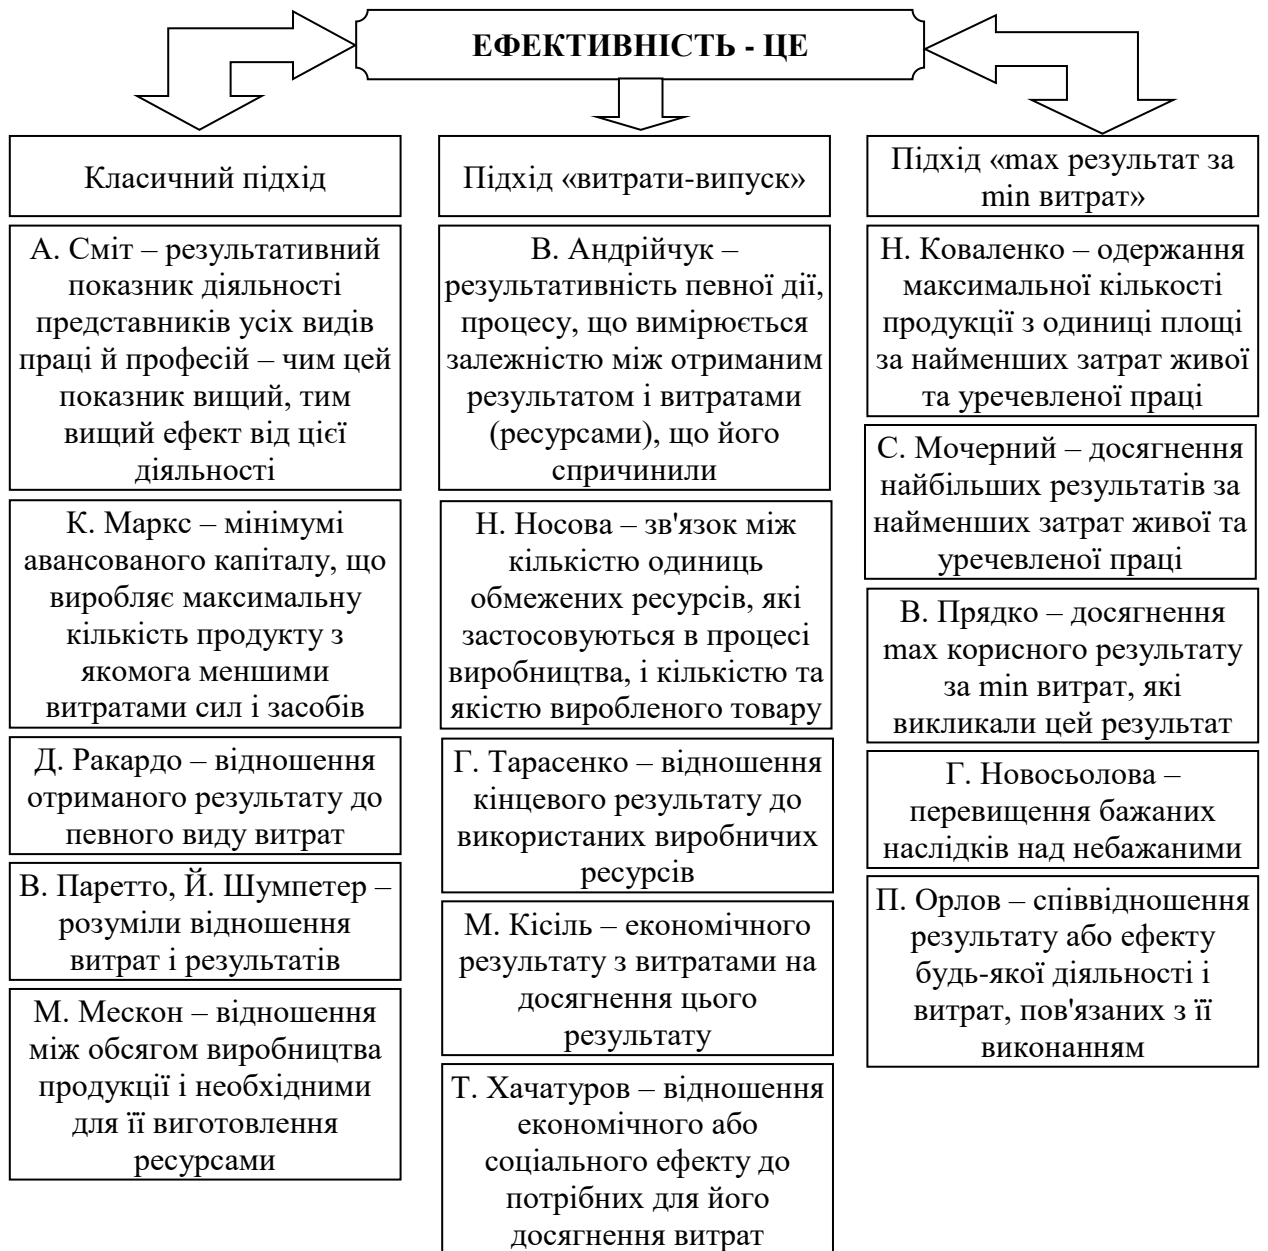 ЕФЕКТИВНІСТЬ - ЦЕ
Класичний підхід
А. Сміт – результативний
показник діяльності
представників усіх видів
праці й професій – чим цей
показник вищий, тим
вищий ефект від цієї
діяльності
К. Маркс – мінімумі
авансованого капіталу, що
виробляє максимальну
кількість продукту з
якомога меншими
витратами сил і засобів
Д. Ракардо – відношення
отриманого результату до
певного виду витрат
В. Паретто, Й. Шумпетер –
розуміли відношення
витрат і результатів
М. Мескон – відношення
між обсягом виробництва
продукції і необхідними
для її виготовлення
ресурсами
Підхід «витрати-випуск»
В. Андрійчук –
результативність певної дії,
процесу, що вимірюється
залежністю між отриманим
результатом і витратами
(ресурсами), що його
спричинили
Н. Носова – зв'язок між
кількістю одиниць
обмежених ресурсів, які
застосовуються в процесі
виробництва, і кількістю та
якістю виробленого товару
Г. Тарасенко – відношення
кінцевого результату до
використаних виробничих
ресурсів
М. Кісіль – економічного
результату з витратами на
досягнення цього
результату
Т. Хачатуров – відношення
економічного або
соціального ефекту до
потрібних для його
досягнення витрат
Підхід «max результат за
min витрат»
Н. Коваленко – одержання
максимальної кількості
продукції з одиниці площі
за найменших затрат живої
та уречевленої праці
С. Мочерний – досягнення
найбільших результатів за
найменших затрат живої та
уречевленої праці
В. Прядко – досягнення
max корисного результату
за min витрат, які
викликали цей результат
Г. Новосьолова –
перевищення бажаних
наслідків над небажаними
П. Орлов – співвідношення
результату або ефекту
будь-якої діяльності і
витрат, пов'язаних з її
виконанням